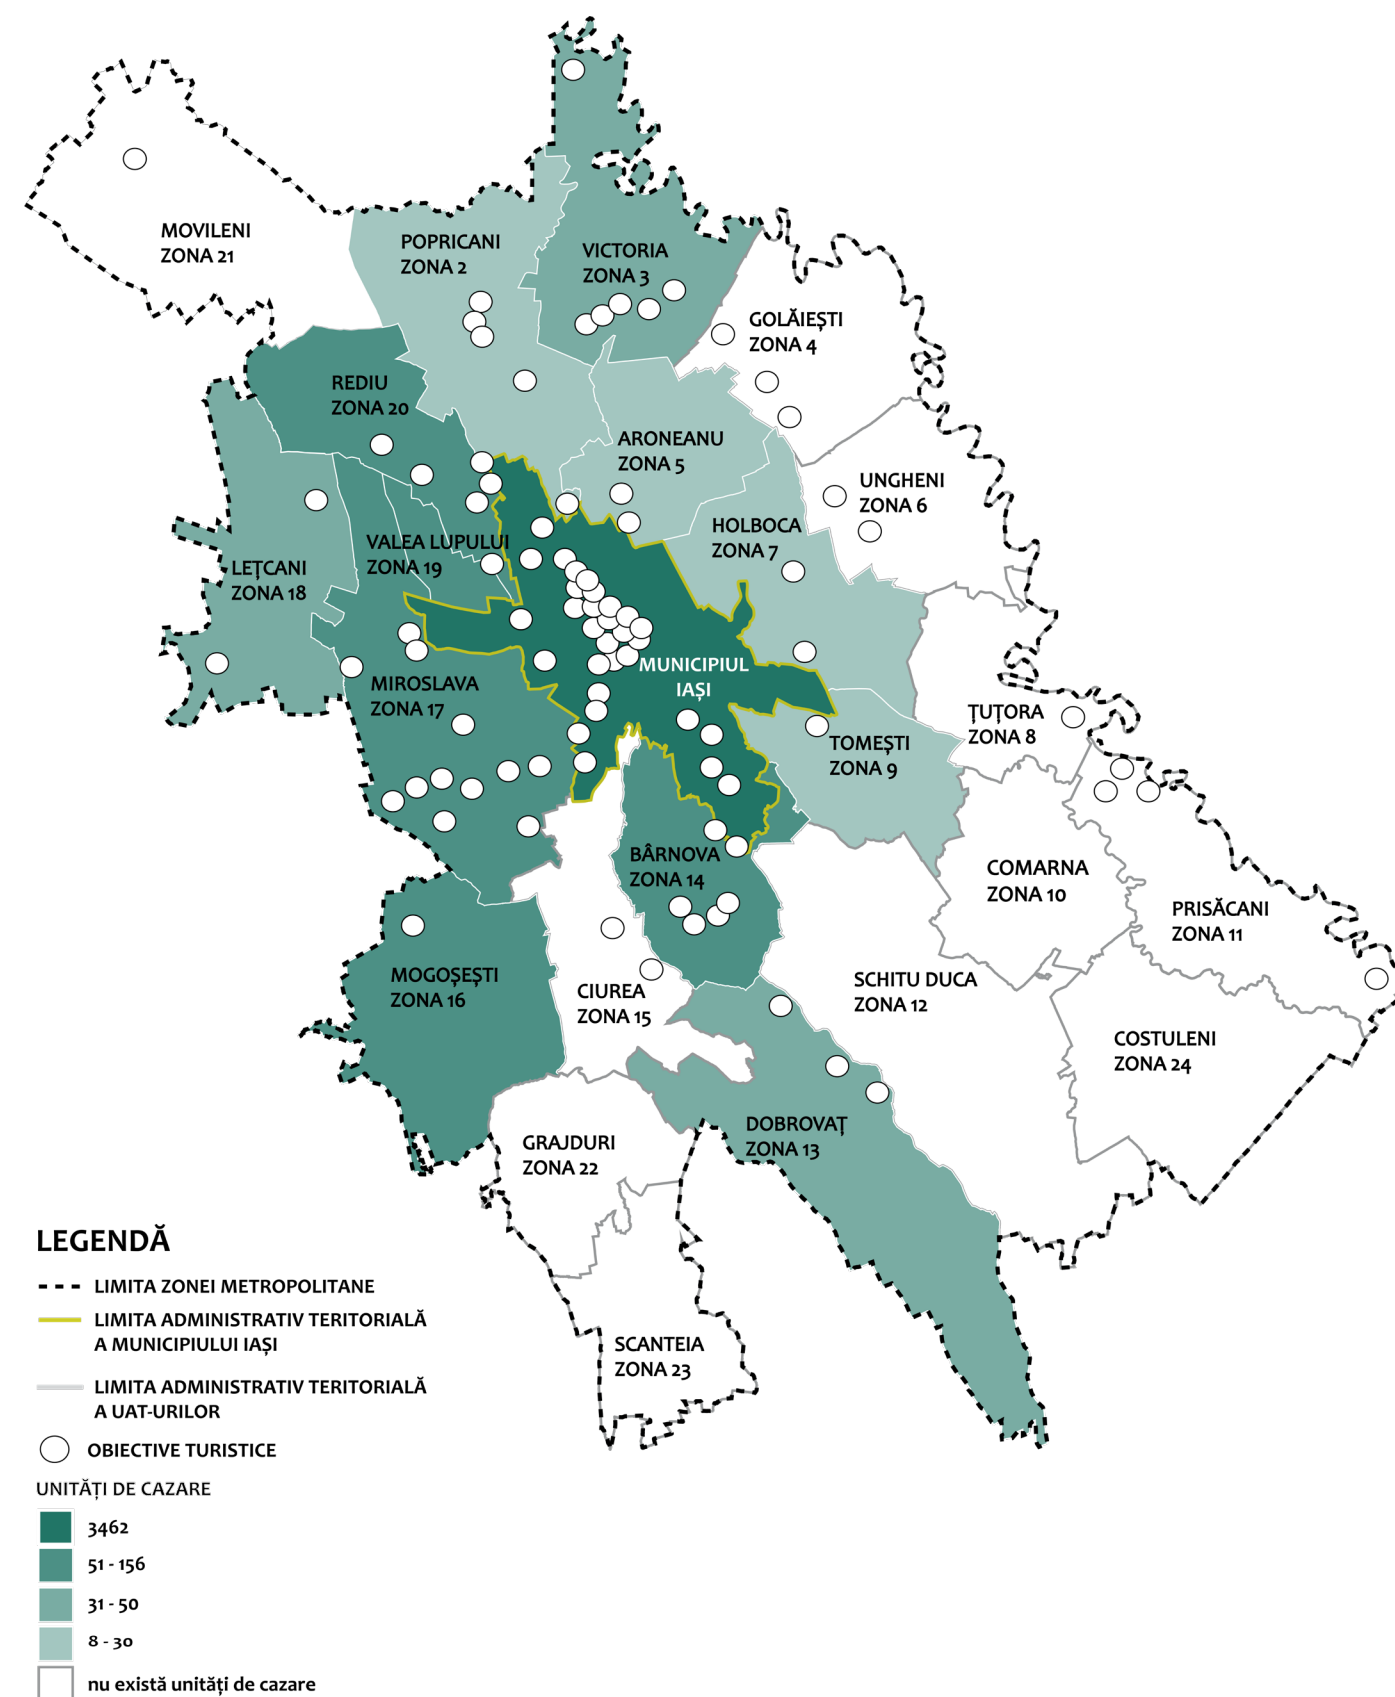 MOVILENI
ZONA 21
POPRICANI
ZONA 2
VICTORIA
ZONA 3
GOLĂIEȘTI
ZONA 4
REDIU
ZONA 20
ARONEANU
ZONA 5
UNGHENI
ZONA 6
HOLBOCA
ZONA 7
VALEA LUPULUI
ZONA 19
LEȚCANI
ZONA 18
MUNICIPIUL
IAȘI
MIROSLAVA
ZONA 17
ȚUȚORA
ZONA 8
TOMEȘTI
ZONA 9
BÂRNOVA
ZONA 14
COMARNA
ZONA 10
PRISĂCANI
ZONA 11
MOGOȘEȘTI
ZONA 16
CIUREA
ZONA 15
SCHITU DUCA
ZONA 12
COSTULENI
ZONA 24
DOBROVAȚ
ZONA 13
GRAJDURI
ZONA 22
SCANTEIA
ZONA 23
LEGENDĂ
LIMITA ZONEI METROPOLITANE
LIMITA ADMINISTRATIV TERITORIALĂ
A MUNICIPIULUI IAȘI
LIMITA ADMINISTRATIV TERITORIALĂ
A UAT-URILOR
OBIECTIVE TURISTICE
UNITĂȚI DE CAZARE
3462
51 - 156
31 - 50
8 - 30
nu există unități de cazare